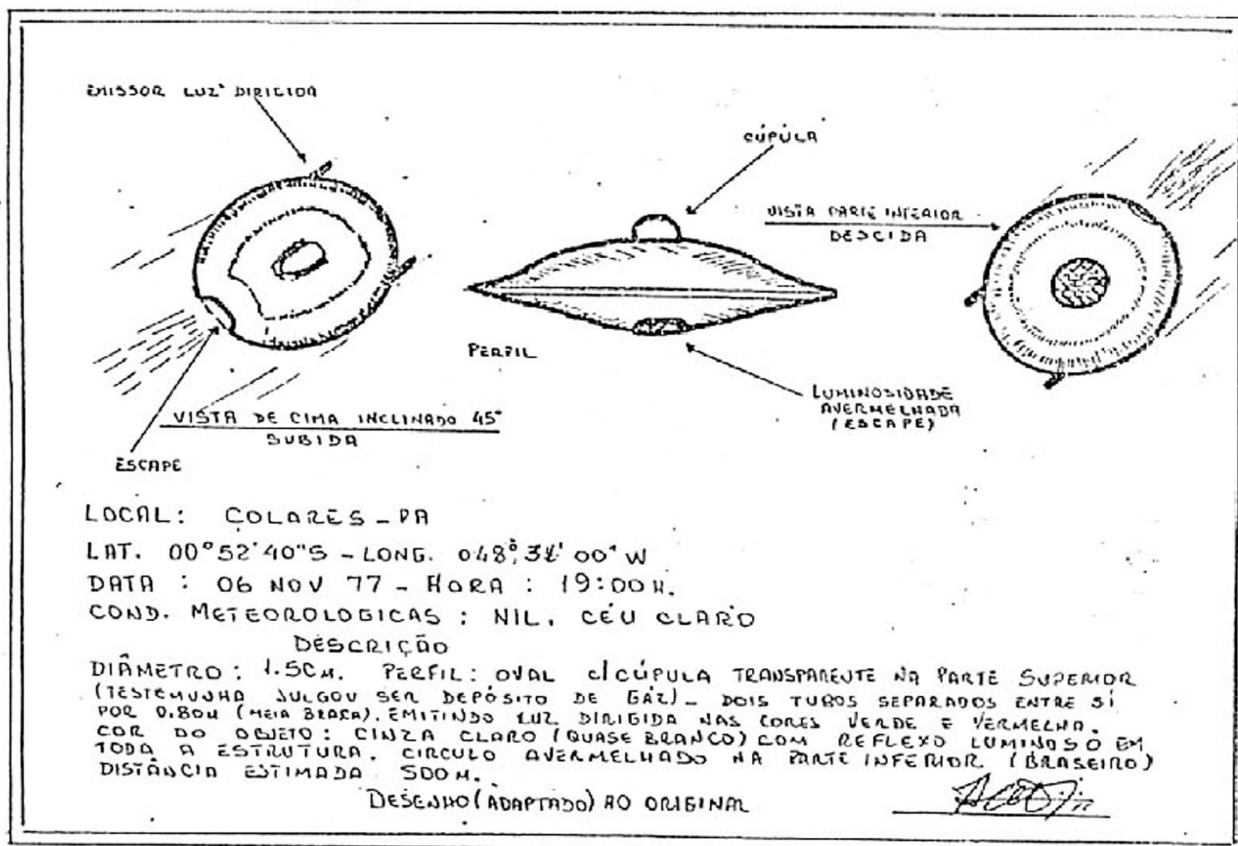 EMISSOR LUZ DIRIGIDA
CÚPULA
VISTA PARTE INFERIOR
DESCIDA
PERFIL
LUMINOSIDADE
AVERMELHADA
(ESCAPE)
VISTA DE CIMA INCLINADO 45°
SUBIDA
ESCAPE
LOCAL: COLARES - PA
LAT. 00°52'40"S - LONG. 048° 00" W
DATA : 06 NOV 77 - HORA : 19:00H.
COND. METEOROLOGICAS : NIL. CÉU CLARO
DESCRIÇÃO
DIÂMETRO : PERFIL: OVAL c/CÚPULA TRANSPARENTE NA PARTE SUPERIOR
(TESTEMUNHA JULGOU SER DEPÓSITO DE GÁZ) - DOIS TUBOS SEPARADOS ENTRE SÍ
POR 0.80M (MEIA BRAÇA). EMITINDO LUZ DIRIGIDA NAS CORES VERDE E VERMELHA.
COR DO OBJETO: CINZA CLARO (QUASE BRANCO) COM REFLEXO LUMINOSO EM
TODA A ESTRUTURA. CIRCULO AVERMELHADO NA PARTE INFERIOR (BRASEIRO)
DISTÂNCIA ESTIMADA 500M.
DESENHO (ADAPTADO) AO ORIGINAL